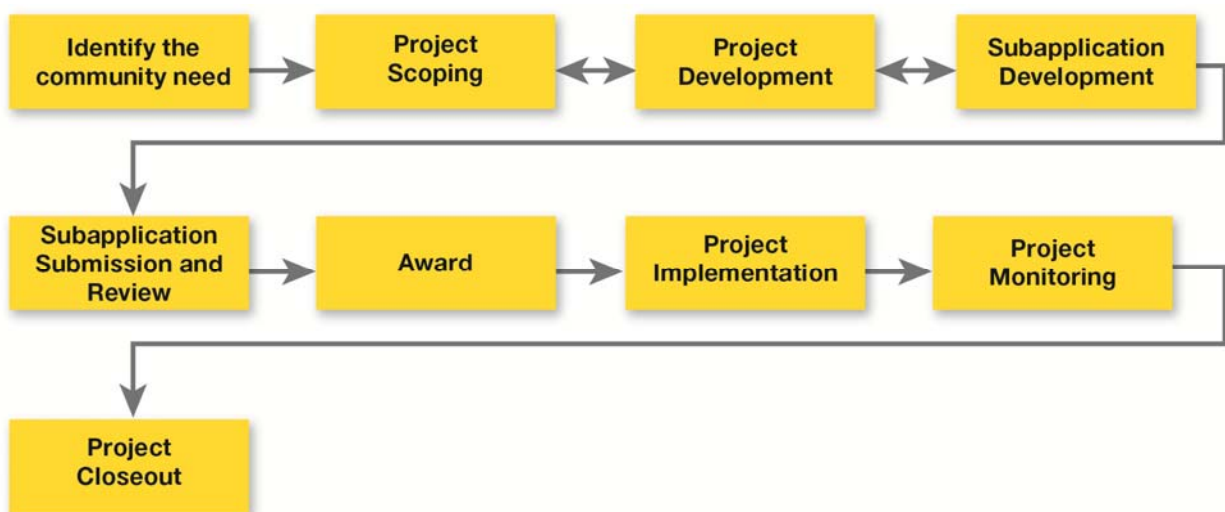 Identify the
community need
Project
Scoping
Project
Development
Subapplication
Development
Subapplication
Submission and
Review
Award
Project
Implementation
Project
Monitoring
Project
Closeout